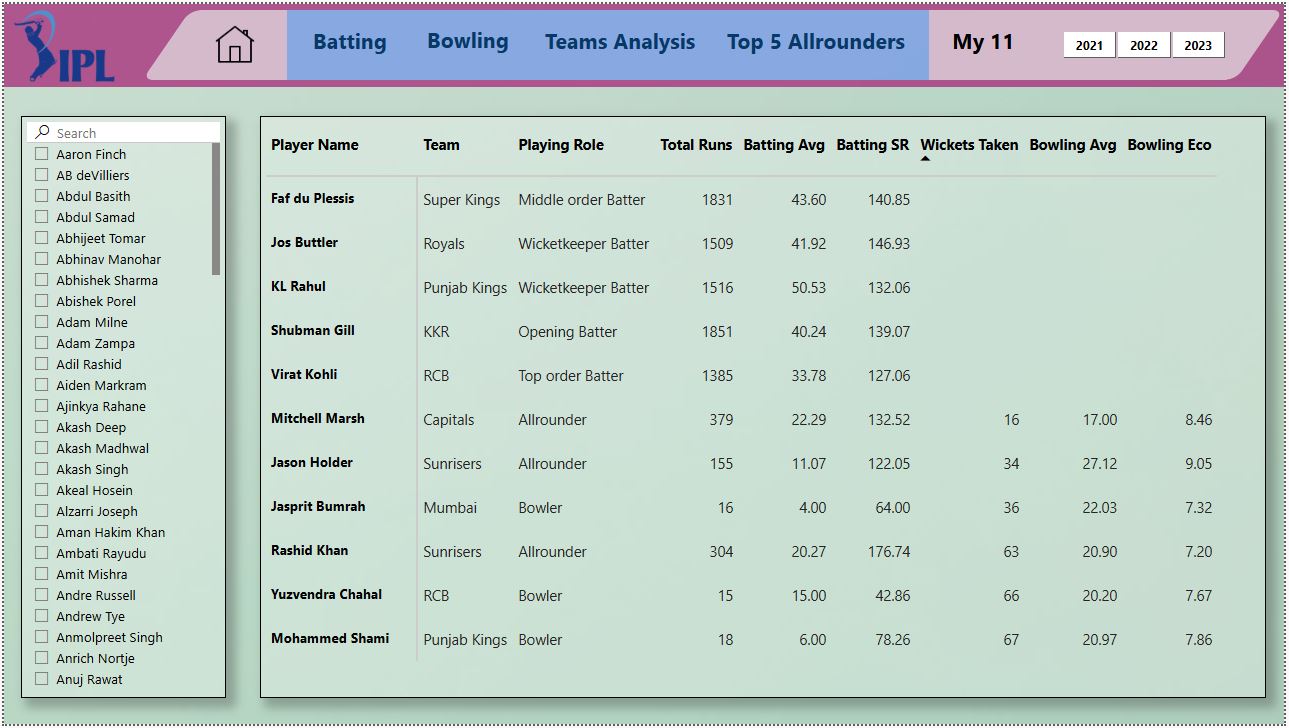 IPL
Batting Bowling Teams Analysis Top 5 Allrounders My 11 2021 2022 2023
Search
Aaron Finch
AB deVilliers
Abdul Basith
Abdul Samad
Abhijeet Tomar
Abhinav Manohar
Abhishek Sharma
Abishek Porel
Adam Milne
Adam Zampa
Adil Rashid
Aiden Markram
Ajinkya Rahane
Akash Deep
Akash Madhwal
Akash Singh
Akeal Hosein
Alzarri Joseph
Aman Hakim Khan
Ambati Rayudu
Amit Mishra
Andre Russell
Andrew Tye
Anmolpreet Singh
Anrich Nortje
Anuj Rawat
Player Name Team Playing Role Total Runs Batting Avg Batting SR Wickets Taken Bowling Avg Bowling Eco
Faf du Plessis Super Kings Middle order Batter 1831 43.60 140.85
Jos Buttler Royals Wicketkeeper Batter 1509 41.92 146.93
KL Rahul Punjab Kings Wicketkeeper Batter 1516 50.53 132.06
Shubman Gill KKR Opening Batter 1851 40.24 139.07
Virat Kohli RCB Top order Batter 1385 33.78 127.06
Mitchell Marsh Capitals Allrounder 379 22.29 132.52 16 17.00 8.46
Jason Holder Sunrisers Allrounder 155 11.07 122.05 34 27.12 9.05
Jasprit Bumrah Mumbai Bowler 16 4.00 64.00 36 22.03 7.32
Rashid Khan Sunrisers Allrounder 304 20.27 176.74 63 20.90 7.20
Yuzvendra Chahal RCB Bowler 15 15.00 42.86 66 20.20 7.67
Mohammed Shami Punjab Kings Bowler 18 6.00 78.26 67 20.97 7.86